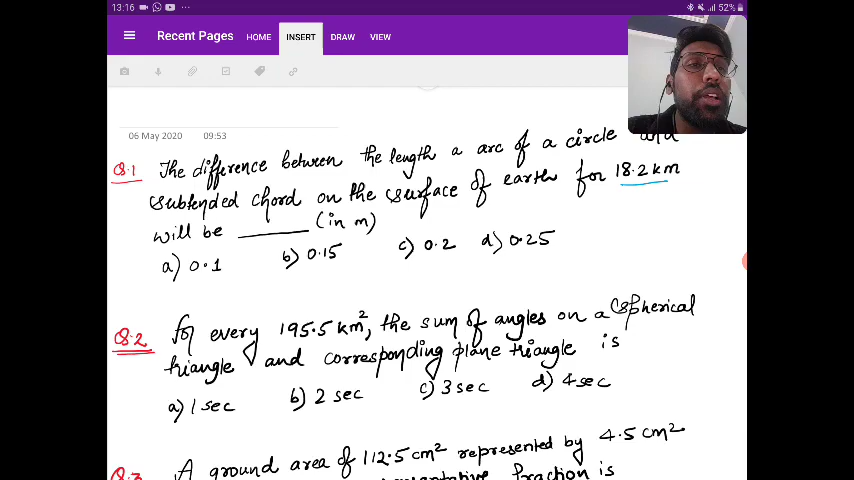 13:16
52%
Recent Pages HOME INSERT DRAW VIEW
06 May 2020 09:53
Q.1 The difference between the length a arc of a circle and
subtended chord on the surface of earth for 18.2 km
will be ______ (in m)
a) 0.1 b) 0.15 c) 0.2 d) 0.25
Q.2 for every 195.5 km², the sum of angles on a spherical
triangle and corresponding plane triangle is
a) 1 sec b) 2 sec c) 3 sec d) 4 sec
Q.3 A ground area of 112.5 cm² represented by 4.5 cm²
fraction is